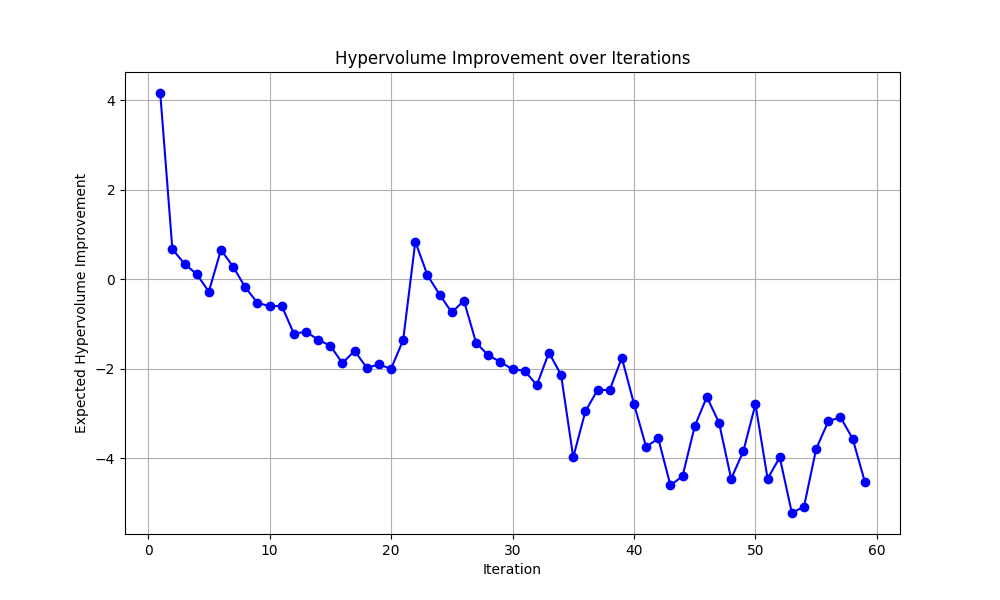 Hypervolume Improvement over Iterations
Expected Hypervolume Improvement
4
2
0
−2
−4
0 10 20 30 40 50 60
Iteration